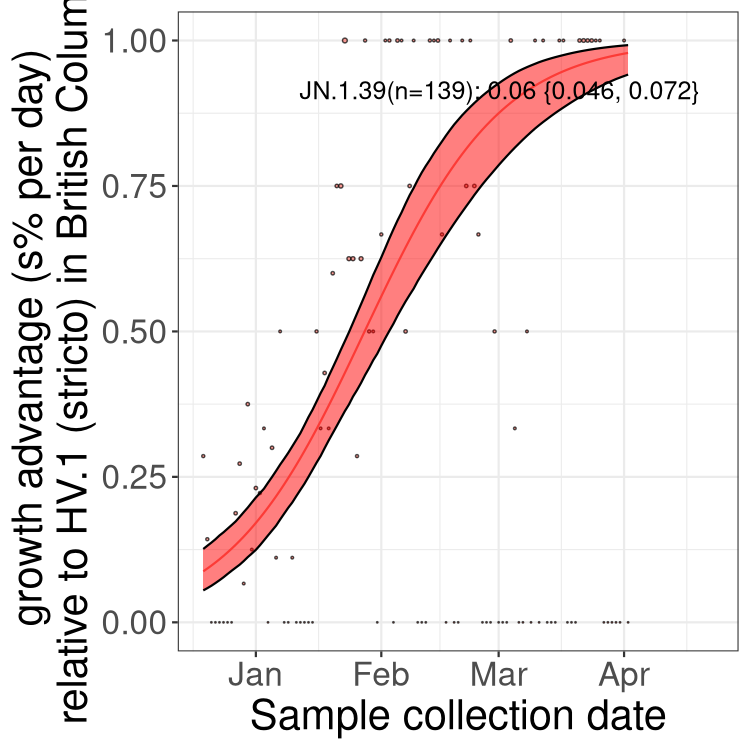 growth advantage (s% per day)
relative to HV.1 (stricto) in British Colum
1.00
0.75
0.50
0.25
0.00
JN.1.39(n=139): 0.06 {0.046, 0.072}
Jan Feb Mar Apr
Sample collection date